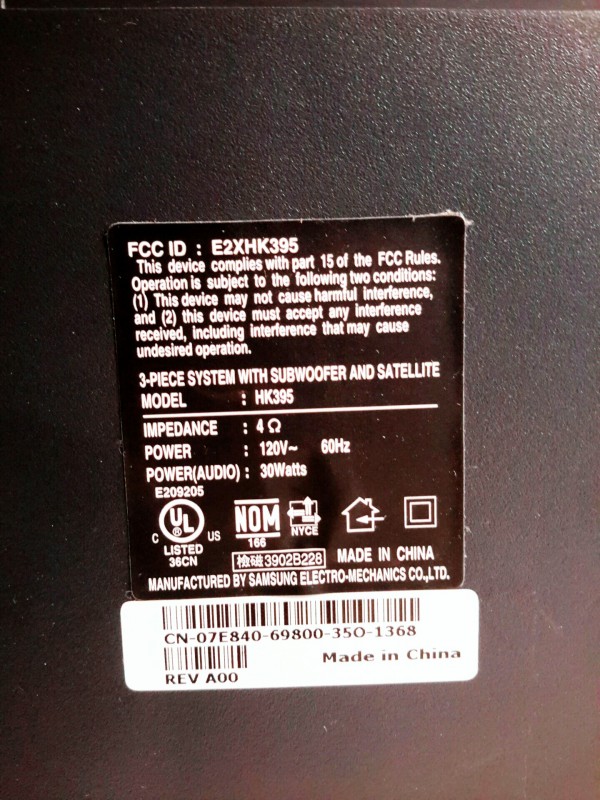 FCC ID : E2XHK395
This device complies with part 15 of the FCC Rules.
Operation is subject to the following two conditions:
(1) This device may not cause harmful interference,
and (2) this device must accept any interference
received, including interference that may cause
undesired operation.
3-PIECE SYSTEM WITH SUBWOOFER AND SATELLITE
MODEL : HK395
IMPEDANCE : 4 Ω
POWER : 120V~ 60Hz
POWER(AUDIO) : 30Watts
E209205
C UL ® US
LISTED
36CN
NOM
166
NYCE
檢磁3902B228
MADE IN CHINA
MANUFACTURED BY SAMSUNG ELECTRO-MECHANICS CO.,LTD.
CN-07E840-69800-35O-1368
Made in China
REV A00